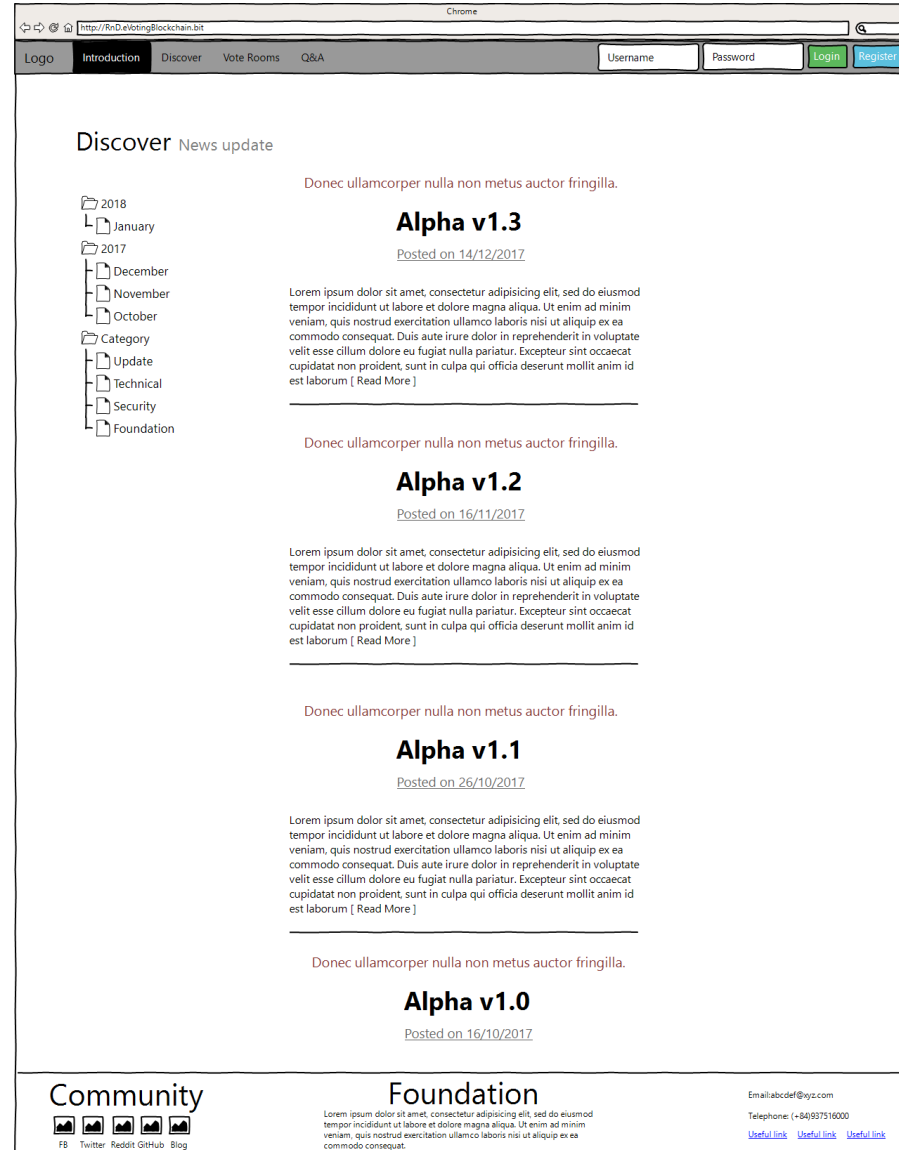 Chrome
http://RnD.eVotingBlockchain.bit
Logo Introduction Discover Vote Rooms Q&A Username Password Login Register
Discover News update
2018
January
2017
December
November
October
Category
Update
Technical
Security
Foundation
Donec ullamcorper nulla non metus auctor fringilla.
Alpha v1.3
Posted on 14/12/2017
Lorem ipsum dolor sit amet, consectetur adipisicing elit, sed do eiusmod
tempor incididunt ut labore et dolore magna aliqua. Ut enim ad minim
veniam, quis nostrud exercitation ullamco laboris nisi ut aliquip ex ea
commodo consequat. Duis aute irure dolor in reprehenderit in voluptate
velit esse cillum dolore eu fugiat nulla pariatur. Excepteur sint occaecat
cupidatat non proident, sunt in culpa qui officia deserunt mollit anim id
est laborum [ Read More ]
Donec ullamcorper nulla non metus auctor fringilla.
Alpha v1.2
Posted on 16/11/2017
Lorem ipsum dolor sit amet, consectetur adipisicing elit, sed do eiusmod
tempor incididunt ut labore et dolore magna aliqua. Ut enim ad minim
veniam, quis nostrud exercitation ullamco laboris nisi ut aliquip ex ea
commodo consequat. Duis aute irure dolor in reprehenderit in voluptate
velit esse cillum dolore eu fugiat nulla pariatur. Excepteur sint occaecat
cupidatat non proident, sunt in culpa qui officia deserunt mollit anim id
est laborum [ Read More ]
Donec ullamcorper nulla non metus auctor fringilla.
Alpha v1.1
Posted on 26/10/2017
Lorem ipsum dolor sit amet, consectetur adipisicing elit, sed do eiusmod
tempor incididunt ut labore et dolore magna aliqua. Ut enim ad minim
veniam, quis nostrud exercitation ullamco laboris nisi ut aliquip ex ea
commodo consequat. Duis aute irure dolor in reprehenderit in voluptate
velit esse cillum dolore eu fugiat nulla pariatur. Excepteur sint occaecat
cupidatat non proident, sunt in culpa qui officia deserunt mollit anim id
est laborum [ Read More ]
Donec ullamcorper nulla non metus auctor fringilla.
Alpha v1.0
Posted on 16/10/2017
Community
FB Twitter Reddit GitHub Blog
Foundation
Lorem ipsum dolor sit amet, consectetur adipisicing elit, sed do eiusmod
tempor incididunt ut labore et dolore magna aliqua. Ut enim ad minim
veniam, quis nostrud exercitation ullamco laboris nisi ut aliquip ex ea
commodo consequat.
Email:abcdef@xyz.com
Telephone: (+84)937516000
Useful link Useful link Useful link